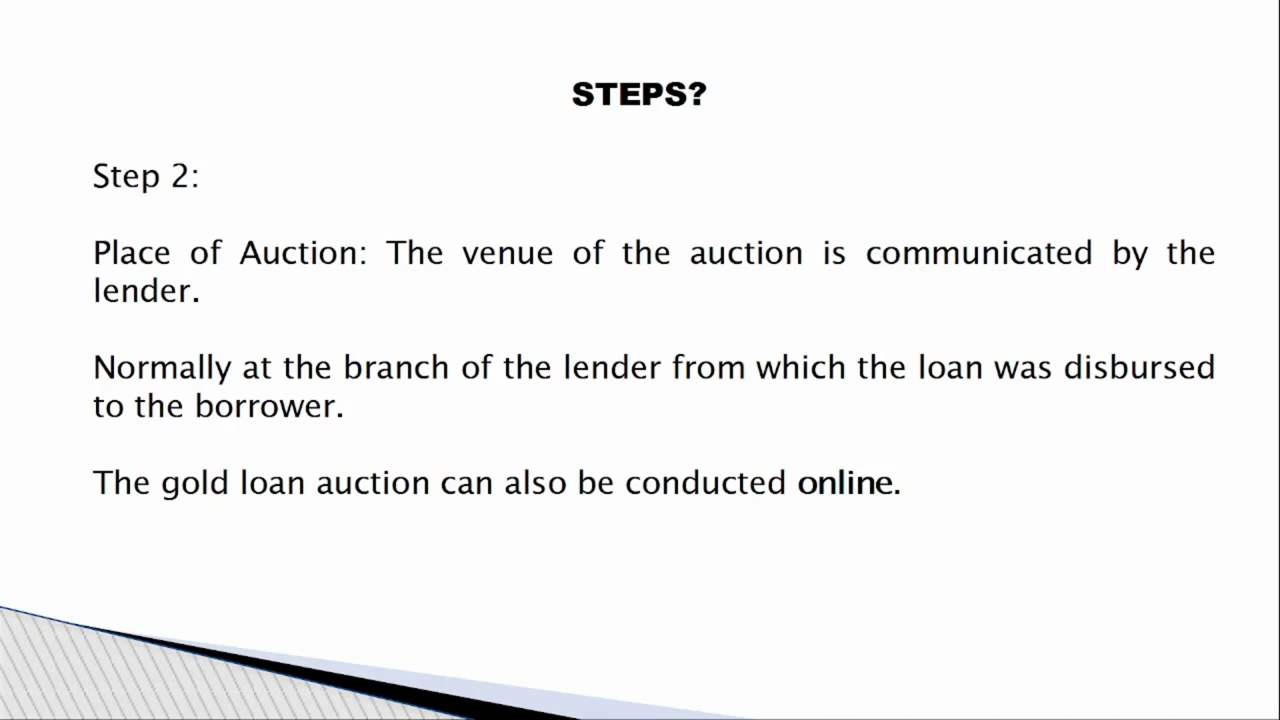 STEPS?
Step 2:
Place of Auction: The venue of the auction is communicated by the
lender.
Normally at the branch of the lender from which the loan was disbursed
to the borrower.
The gold loan auction can also be conducted online.